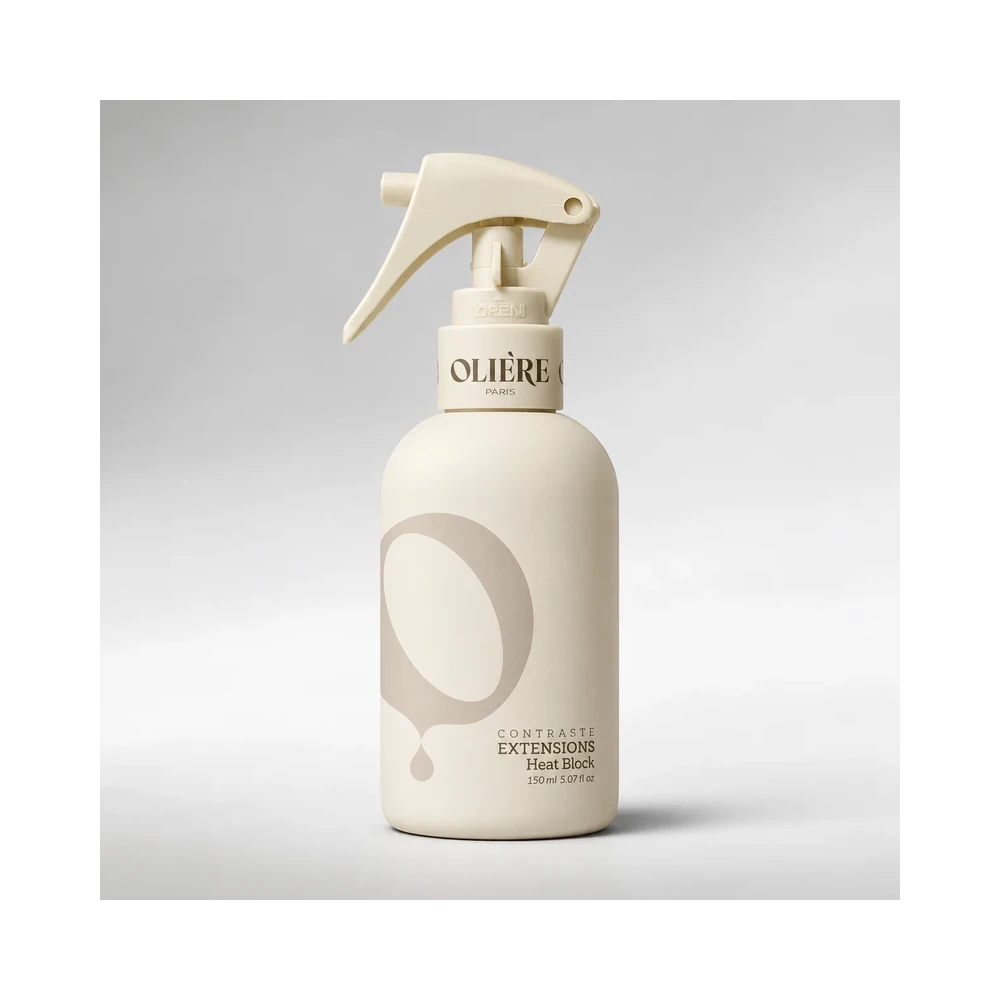 OPEN
OLIÈRE
PARIS
CONTRASTE
EXTENSIONS
Heat Block
150 ml 5.07 fl oz